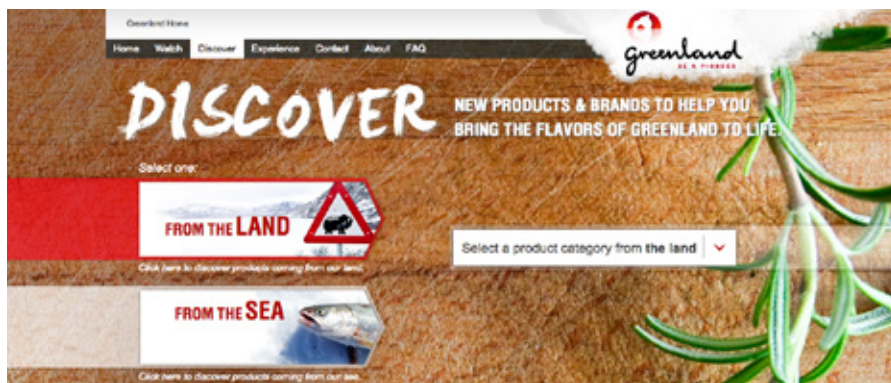 Greenland Home
Home Watch Discover Experience Contact About FAQ
greenland
BE A PIONEER
DISCOVER
NEW PRODUCTS & BRANDS TO HELP YOU
BRING THE FLAVORS OF GREENLAND TO LIFE.
Select one:
FROM THE LAND
Click here to discover products coming from our land.
Select a product category from the land
FROM THE SEA
Click here to discover products coming from our sea.